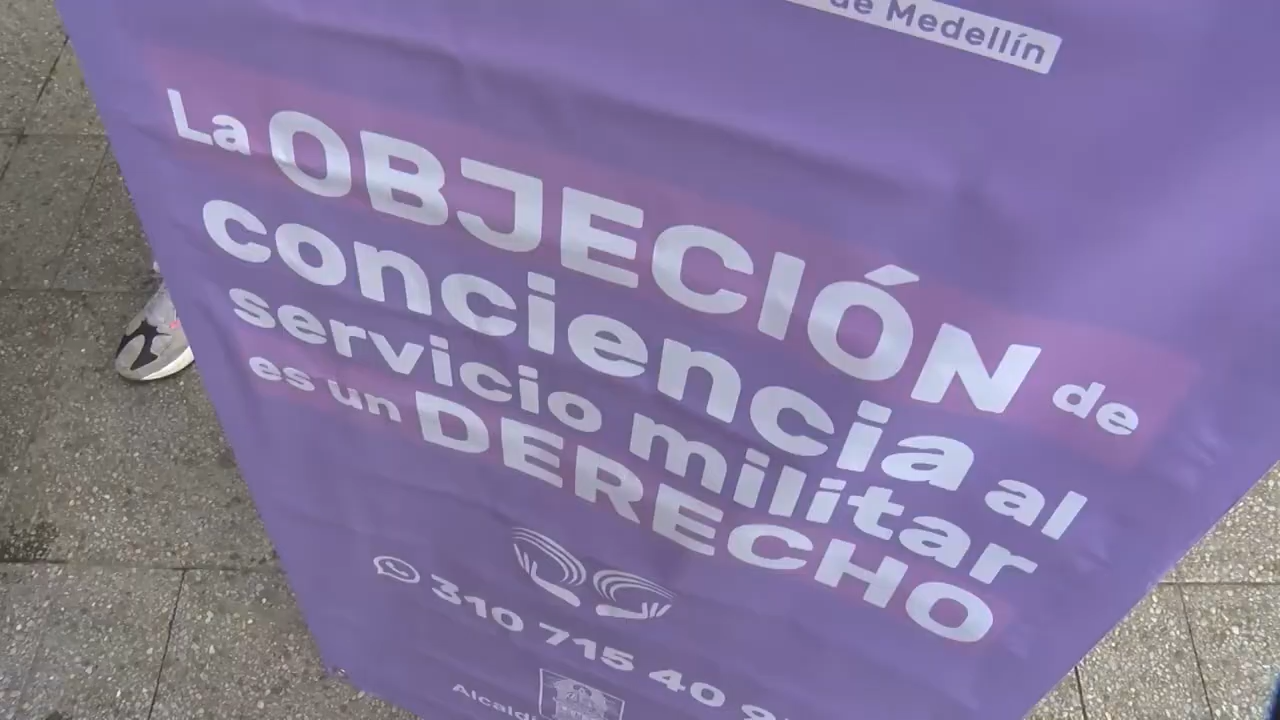 de Medellín
La OBJECIÓN de
conciencia al
servicio militar
es un DERECHO
310 715 40